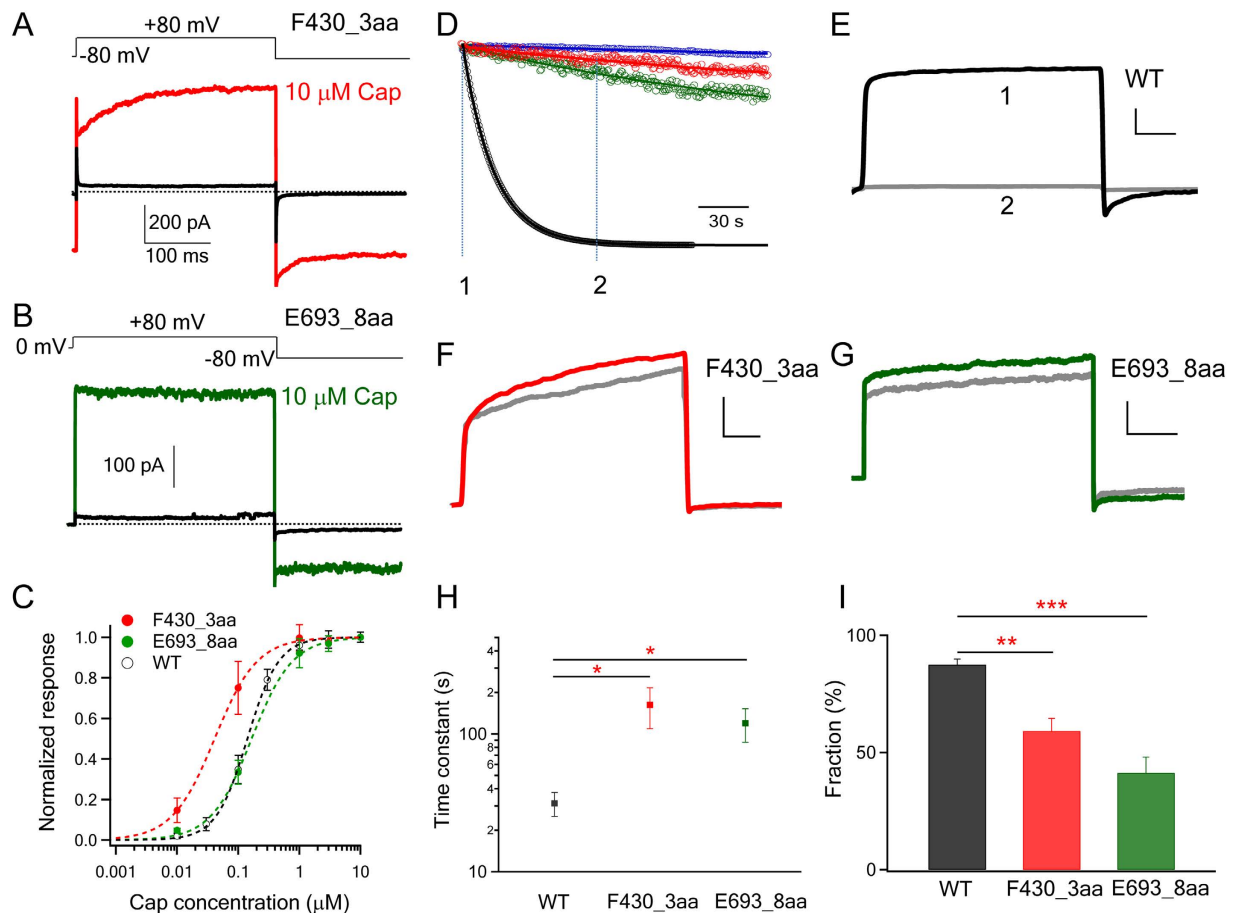 A
+80 mV
F430_3aa
-80 mV
10 μM Cap
200 pA
100 ms
B
+80 mV
E693_8aa
0 mV
-80 mV
10 μM Cap
100 pA
C
F430_3aa
E693_8aa
WT
Normalized response
1.0
0.8
0.6
0.4
0.2
0.0
0.001
0.01
0.1
1
10
Cap concentration (μM)
D
30 s
1
2
E
1
WT
2
F
F430_3aa
G
E693_8aa
H
Time constant (s)
4
2
100
8
6
4
2
10
*
*
WT
F430_3aa
E693_8aa
I
Fraction (%)
100
50
0
***
**
WT
F430_3aa
E693_8aa